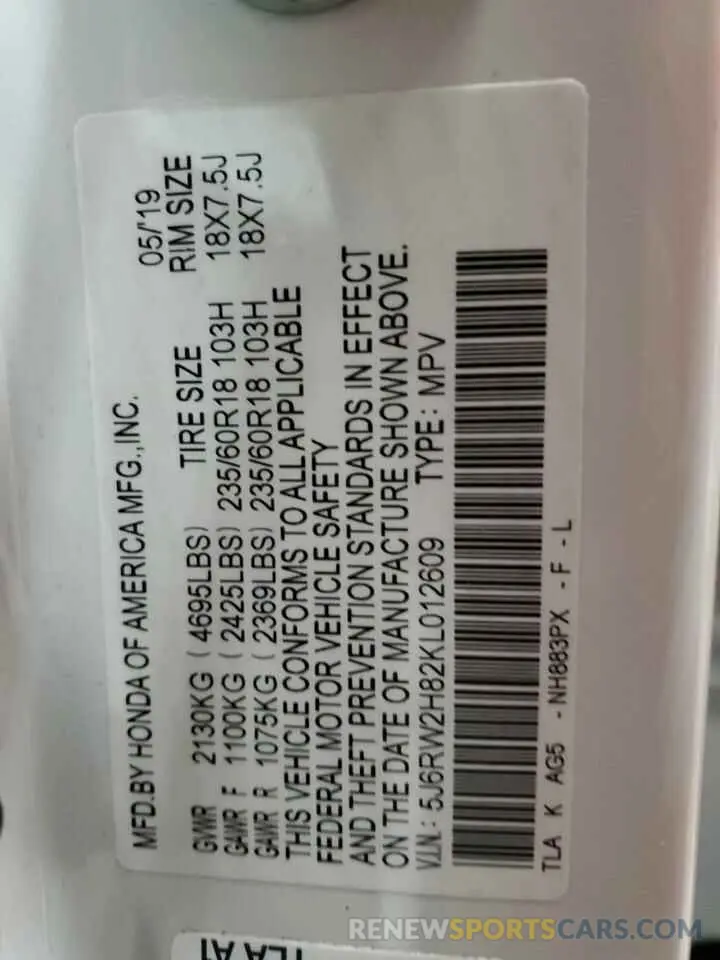 MFD.BY HONDA OF AMERICA MFG.,INC. 05/'19
TIRE SIZE RIM SIZE
GVWR 2130KG ( 4695LBS)
GAWR F 1100KG ( 2425LBS) 235/60R18 103H 18X7.5J
GAWR R 1075KG ( 2369LBS) 235/60R18 103H 18X7.5J
THIS VEHICLE CONFORMS TO ALL APPLICABLE
FEDERAL MOTOR VEHICLE SAFETY
AND THEFT PREVENTION STANDARDS IN EFFECT
ON THE DATE OF MANUFACTURE SHOWN ABOVE.
V.I.N.: 5J6RW2H82KL012609 TYPE: MPV
TLA K AG5 - NH883PX - F - L
RENEWSPORTSCARS.COM